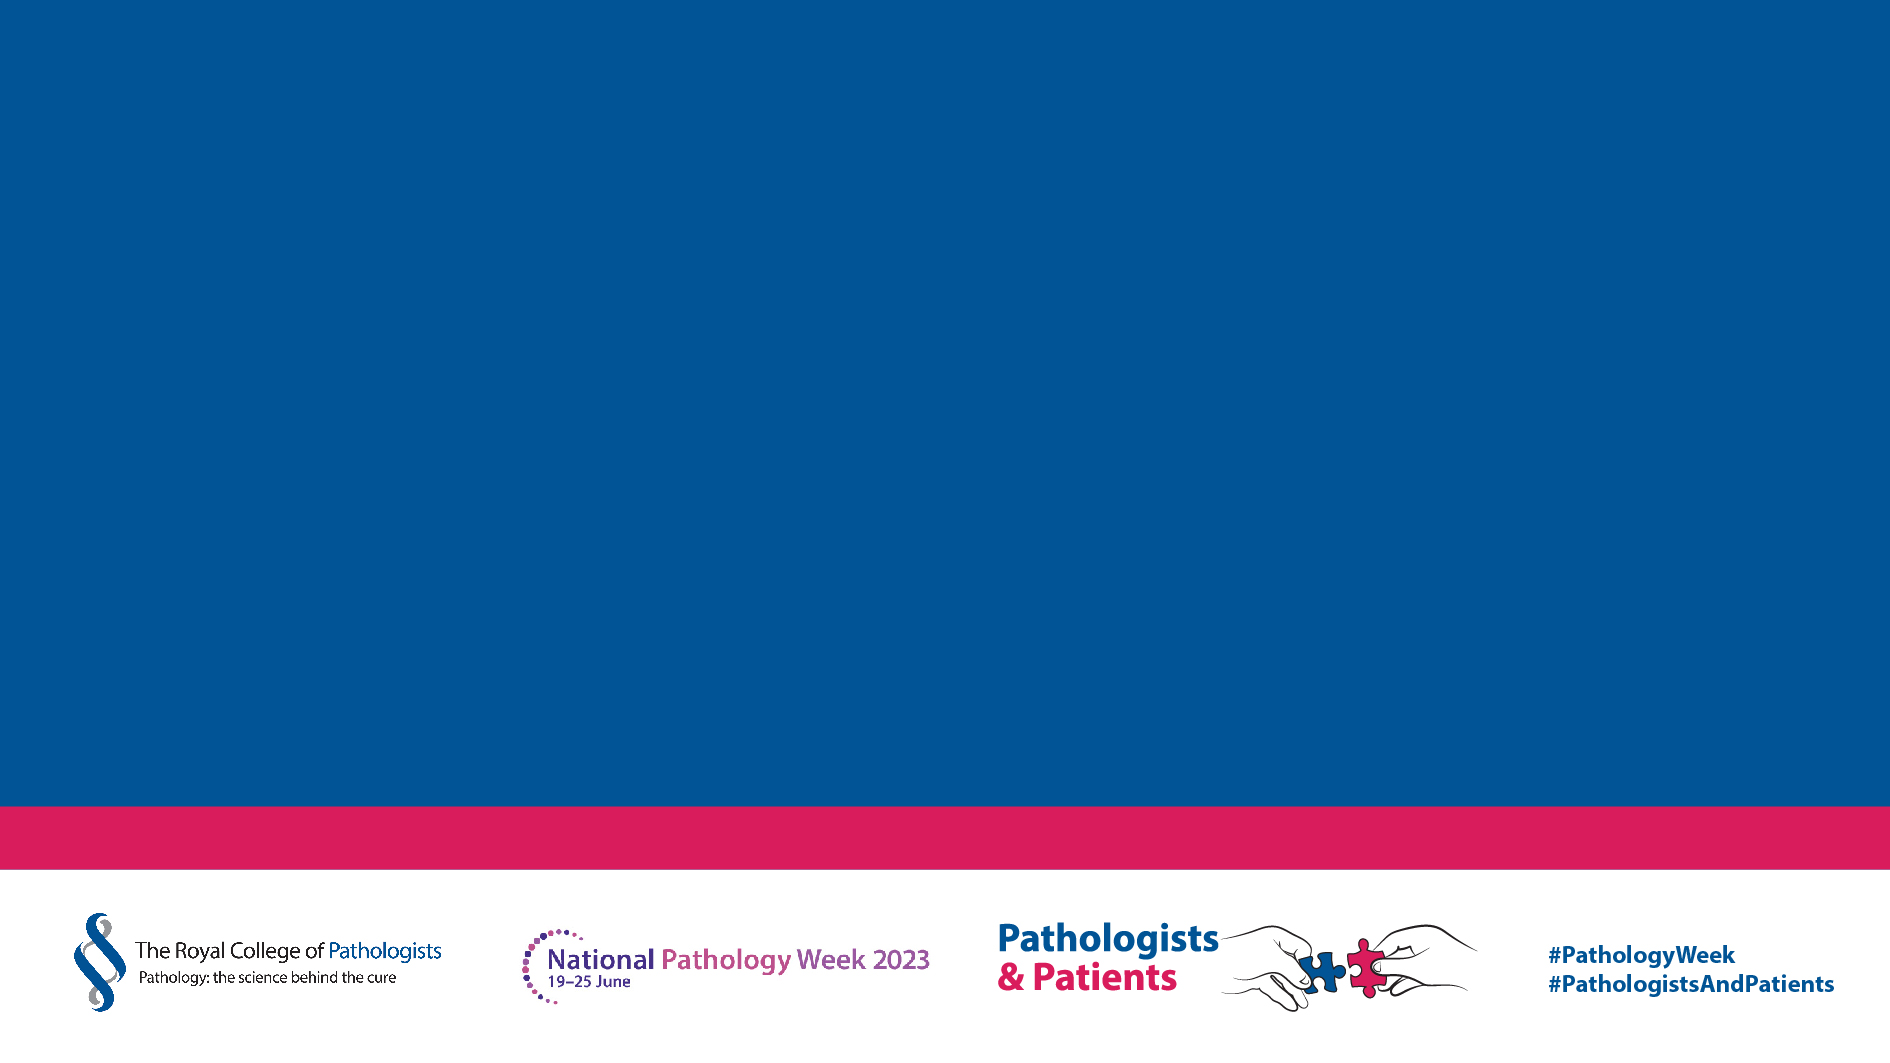 The Royal College of Pathologists
Pathology: the science behind the cure
National Pathology Week 2023
19–25 June
Pathologists
& Patients
#PathologyWeek
#PathologistsAndPatients